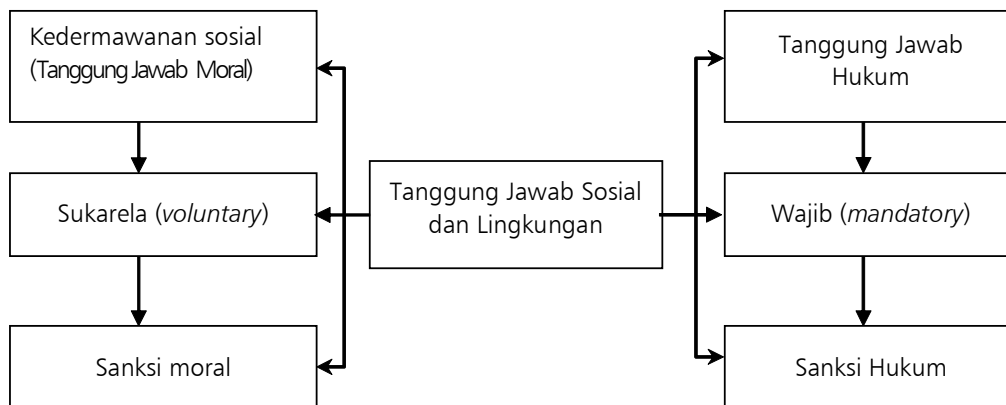 Kedermawanan sosial
(Tanggung Jawab Moral)
Sukarela (voluntary)
Sanksi moral
Tanggung Jawab Sosial
dan Lingkungan
Tanggung Jawab
Hukum
Wajib (mandatory)
Sanksi Hukum